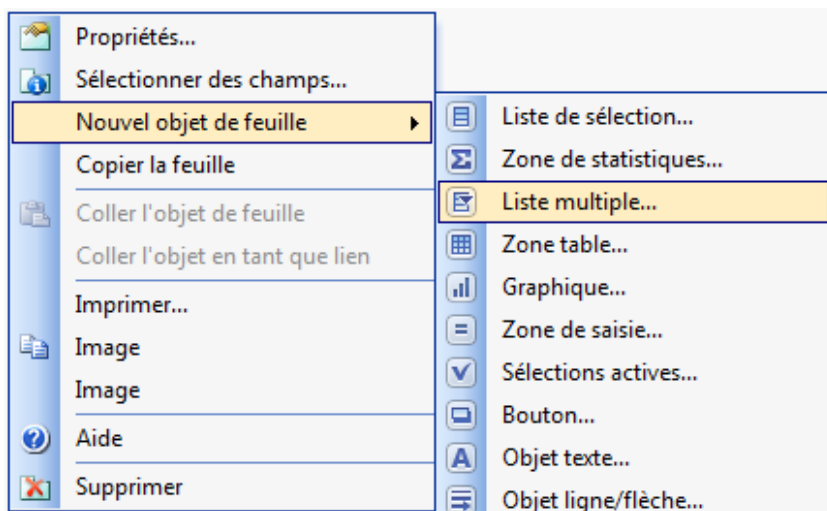 Propriétés...
Sélectionner des champs...
Nouvel objet de feuille
Copier la feuille
Coller l'objet de feuille
Coller l'objet en tant que lien
Imprimer...
Image
Image
Aide
Supprimer
Liste de sélection...
Zone de statistiques...
Liste multiple...
Zone table...
Graphique...
Zone de saisie...
Sélections actives...
Bouton...
Objet texte...
Objet ligne/flèche...